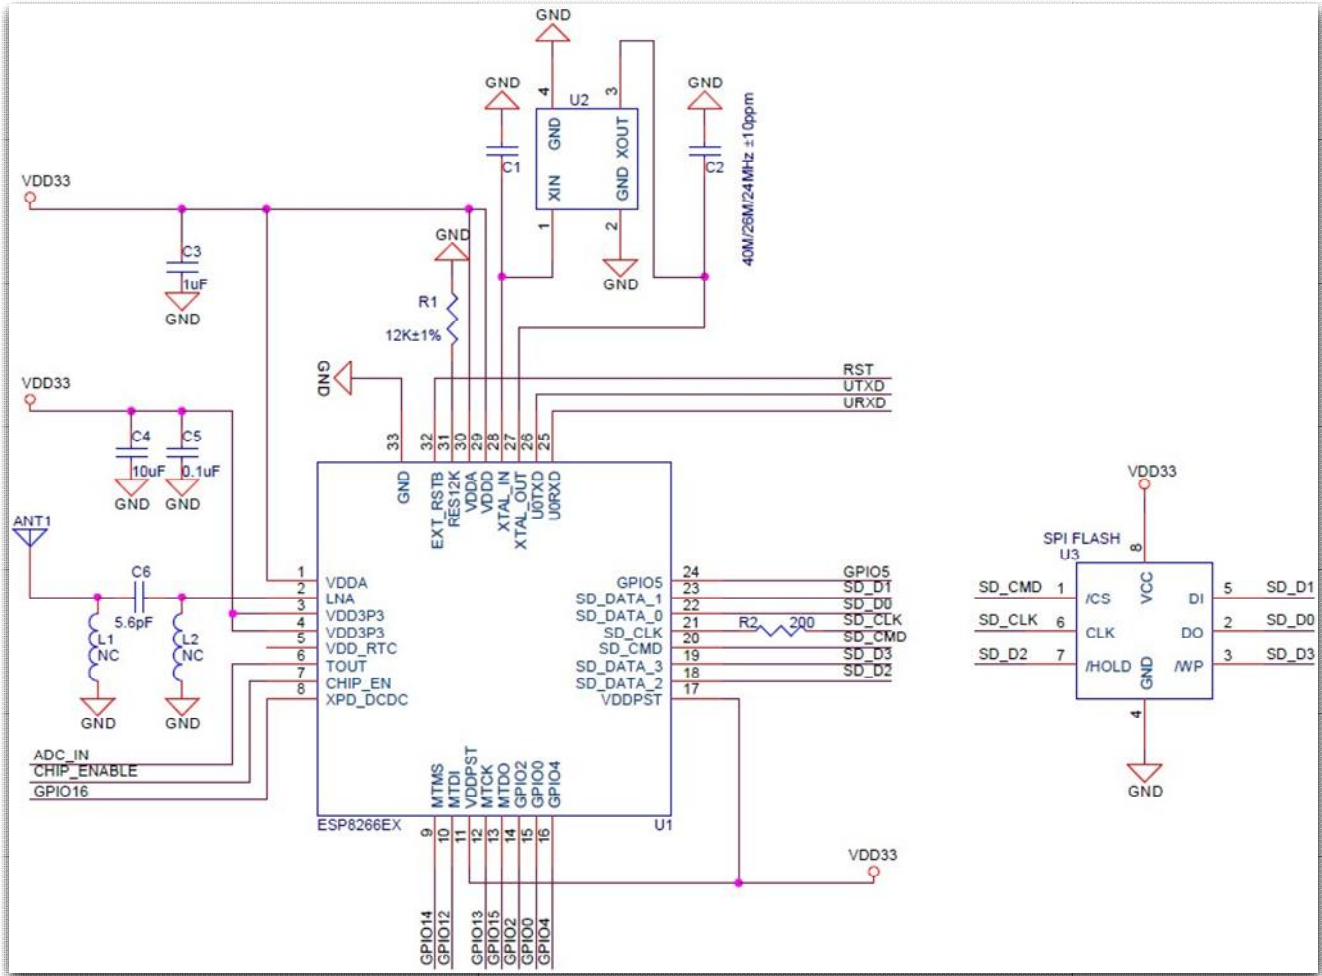 GND
GND
4
U2
3
GND
GND
XOUT
C1
XIN
GND
C2
40M/26M/24MHz ±10ppm
1
2
GND
VDD33
C3
1uF
GND
GND
R1
12K±1%
GND
RST
UTXD
URXD
VDD33
C4
10uF
GND
C5
0.1uF
GND
33
32
31
30
29
28
27
26
25
GND
EXT_RSTB
RES12K
VDDA
VDDD
XTAL_IN
XTAL_OUT
U0TXD
U0RXD
ANT1
C6
5.6pF
L1
NC
GND
L2
NC
GND
1 VDDA
2 LNA
3 VDD3P3
4 VDD3P3
5 VDD_RTC
6 TOUT
7 CHIP_EN
8 XPD_DCDC
GPIO5 24 GPIO5
SD_DATA_1 23 SD_D1
SD_DATA_0 22 SD_D0
SD_CLK 21 R2 200 SD_CLK
SD_CMD 20 SD_CMD
SD_DATA_3 19 SD_D3
SD_DATA_2 18 SD_D2
VDDPST 17
ADC_IN
CHIP_ENABLE
GPIO16
MTMS
MTDI
VDDPST
MTCK
MTDO
GPIO2
GPIO0
GPIO4
ESP8266EX
U1
9
10
11
12
13
14
15
16
GPIO14
GPIO12
GPIO13
GPIO15
GPIO2
GPIO0
GPIO4
VDD33
VDD33
SPI FLASH
U3
8
VCC
SD_CMD 1 /CS
DI 5 SD_D1
SD_CLK 6 CLK
DO 2 SD_D0
SD_D2 7 /HOLD
/WP 3 SD_D3
GND
4
GND